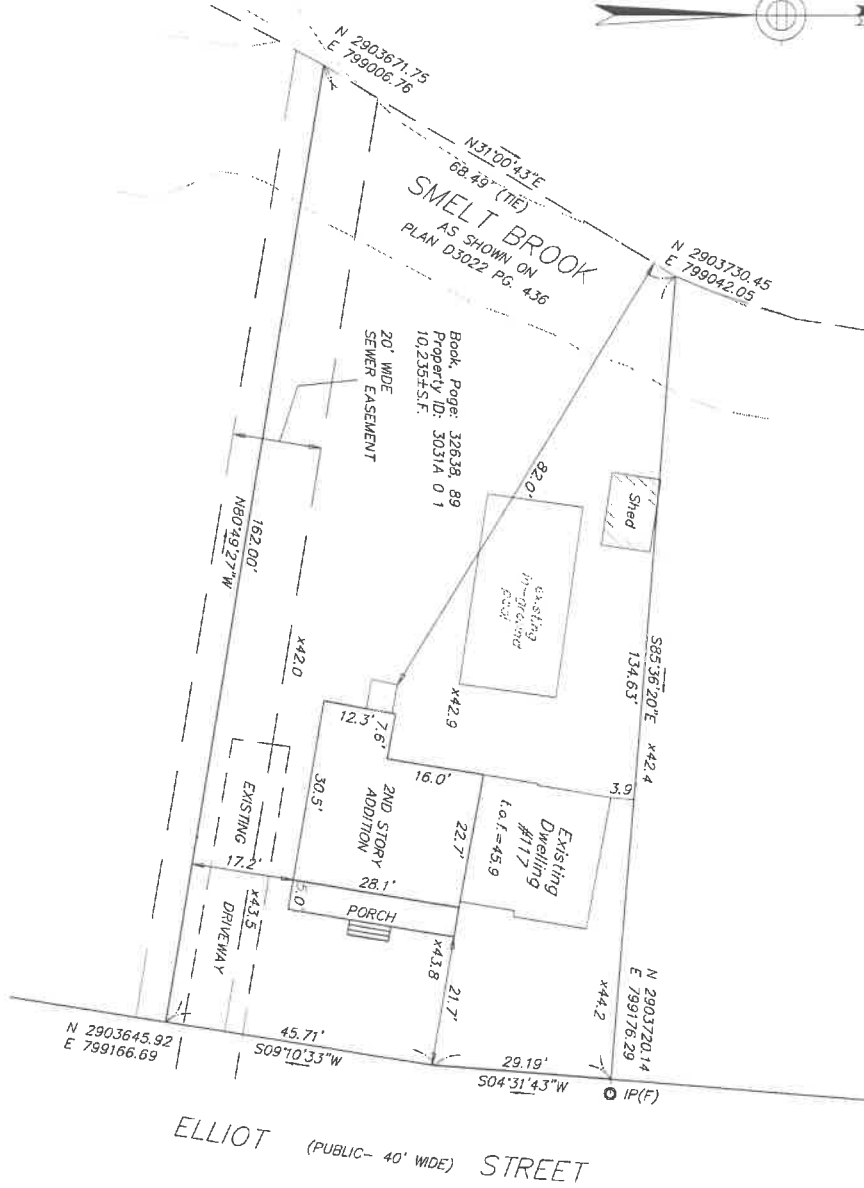 N 2903671.75
E 799006.76
N31°00'43"E
68.49' (TIE)
SMELT BROOK
AS SHOWN ON
PLAN D3022 PG. 436
N 2903730.45
E 799042.05
Book, Page: 32638, 89
Property ID: 3031A 0 1
10,235±S.F.
20' WIDE
SEWER EASEMENT
82.0'
Shed
existing
in-ground
pool
162.00'
N80°49'27"W
S85°36'20"E
134.63'
x42.4
x42.0
x42.9
12.3'
7.6'
16.0'
3.9
30.5'
2ND STORY
ADDITION
22.7'
Existing
Dwelling
#117
t.o.f.=45.9
EXISTING
DRIVEWAY
17.2'
28.1'
5.0'
PORCH
x43.5
x43.8
21.7'
x44.2
N 2903720.14
E 799176.29
N 2903645.92
E 799166.69
45.71'
S09°10'33"W
29.19'
S04°31'43"W
IP(F)
ELLIOT (PUBLIC- 40' WIDE) STREET